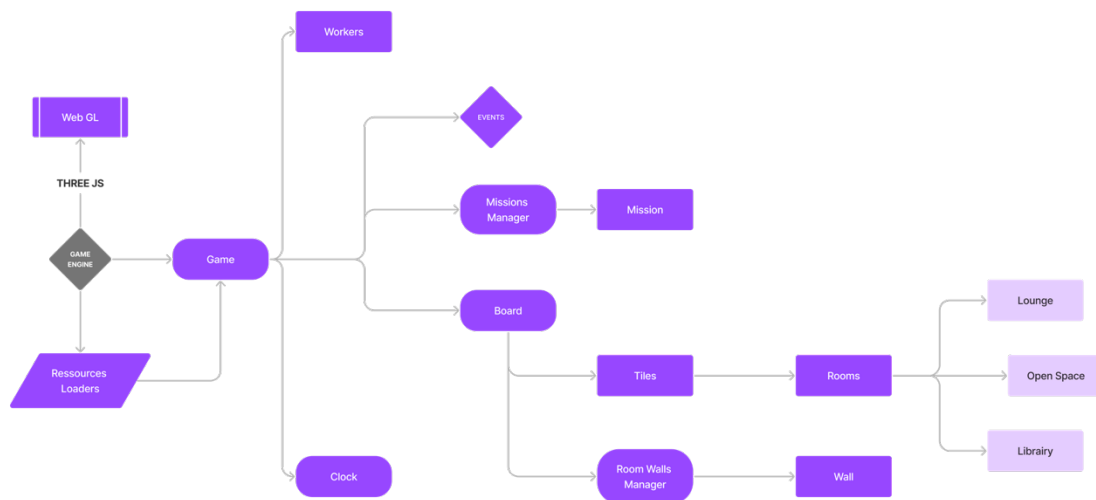 Workers
Web GL
EVENTS
THREE JS
Missions
Manager
Mission
GAME
ENGINE
Game
Board
Lounge
Ressources
Loaders
Tiles
Rooms
Open Space
Clock
Room Walls
Manager
Wall
Librairy